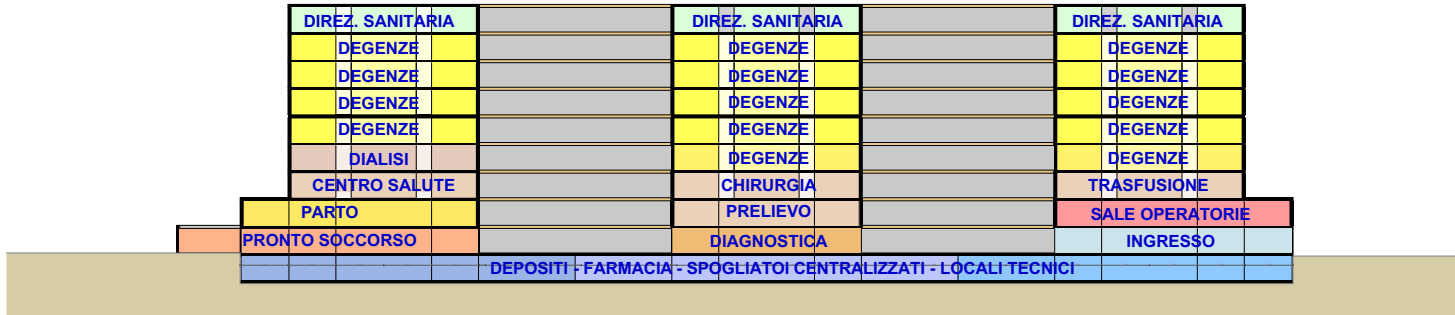 DIREZ. SANITARIA DIREZ. SANITARIA DIREZ. SANITARIA
DEGENZE DEGENZE DEGENZE
DEGENZE DEGENZE DEGENZE
DEGENZE DEGENZE DEGENZE
DEGENZE DEGENZE DEGENZE
DIALISI DEGENZE DEGENZE
CENTRO SALUTE CHIRURGIA TRASFUSIONE
PARTO PRELIEVO SALE OPERATORIE
PRONTO SOCCORSO DIAGNOSTICA INGRESSO
DEPOSITI - FARMACIA - SPOGLIATOI CENTRALIZZATI - LOCALI TECNICI